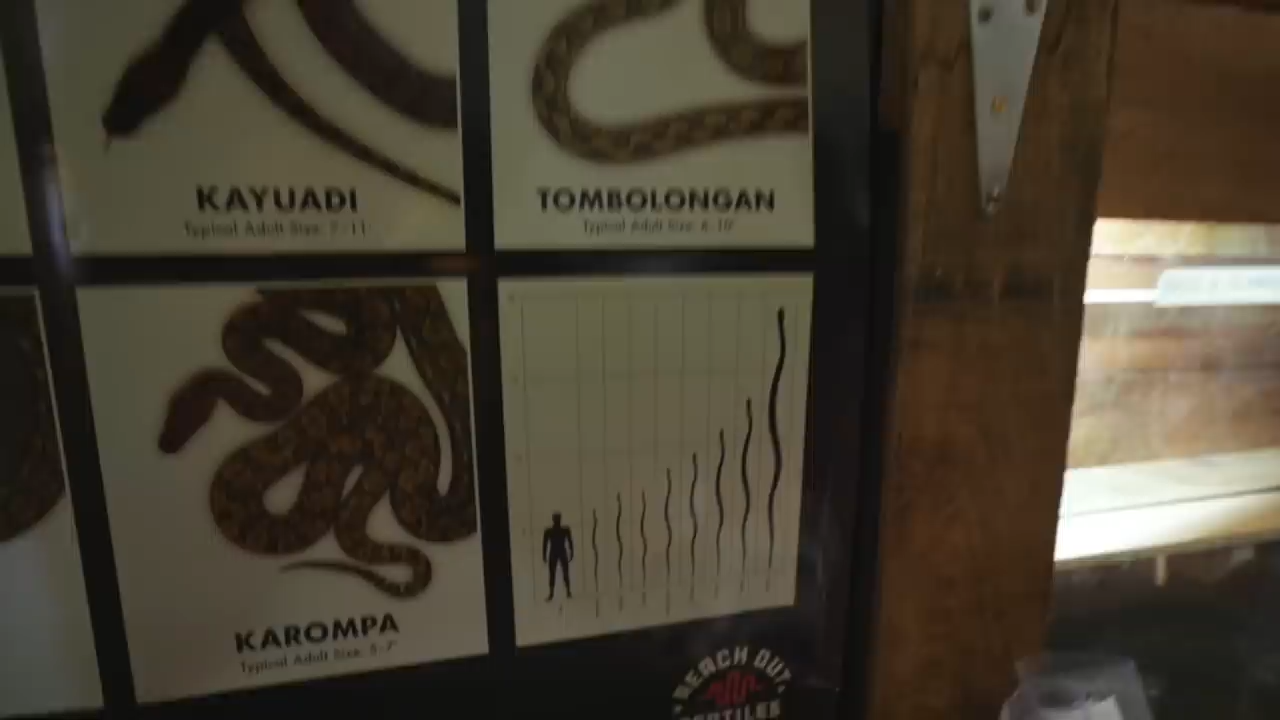 KAYUADI
Typical Adult Size: 7-11'
TOMBOLONGAN
Typical Adult Size: 6-10'
KAROMPA
Typical Adult Size: 5-7'
REACH OUT
REPTILES